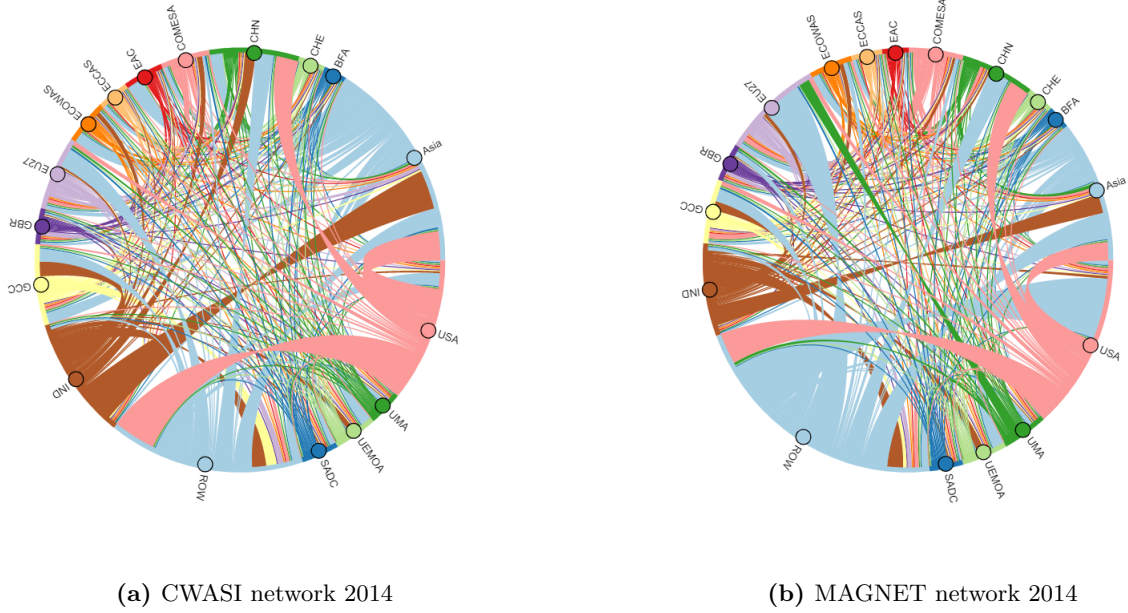 COMESA
CHN
CHE
BFA
EAC
ECCAS
ECOWAS
EU27
GBR
GCC
IND
ROW
SADC
UEMOA
UMA
USA
Asia
(a) CWASI network 2014
COMESA
CHN
CHE
BFA
EAC
ECCAS
ECOWAS
EU27
GBR
GCC
IND
ROW
SADC
UEMOA
UMA
USA
Asia
(b) MAGNET network 2014